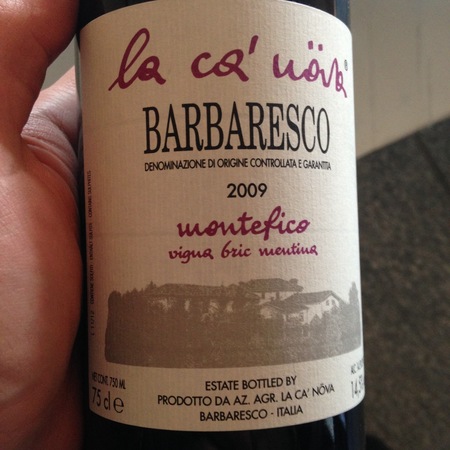 la ca' növa®
BARBARESCO
DENOMINAZIONE DI ORIGINE CONTROLLATA E GARANTITA
2009
montefico
vigna bric mentina
NET CONT. 750 ML
75 cl e
ESTATE BOTTLED BY
PRODOTTO DA AZ. AGR. LA CA' NÖVA
BARBARESCO - ITALIA